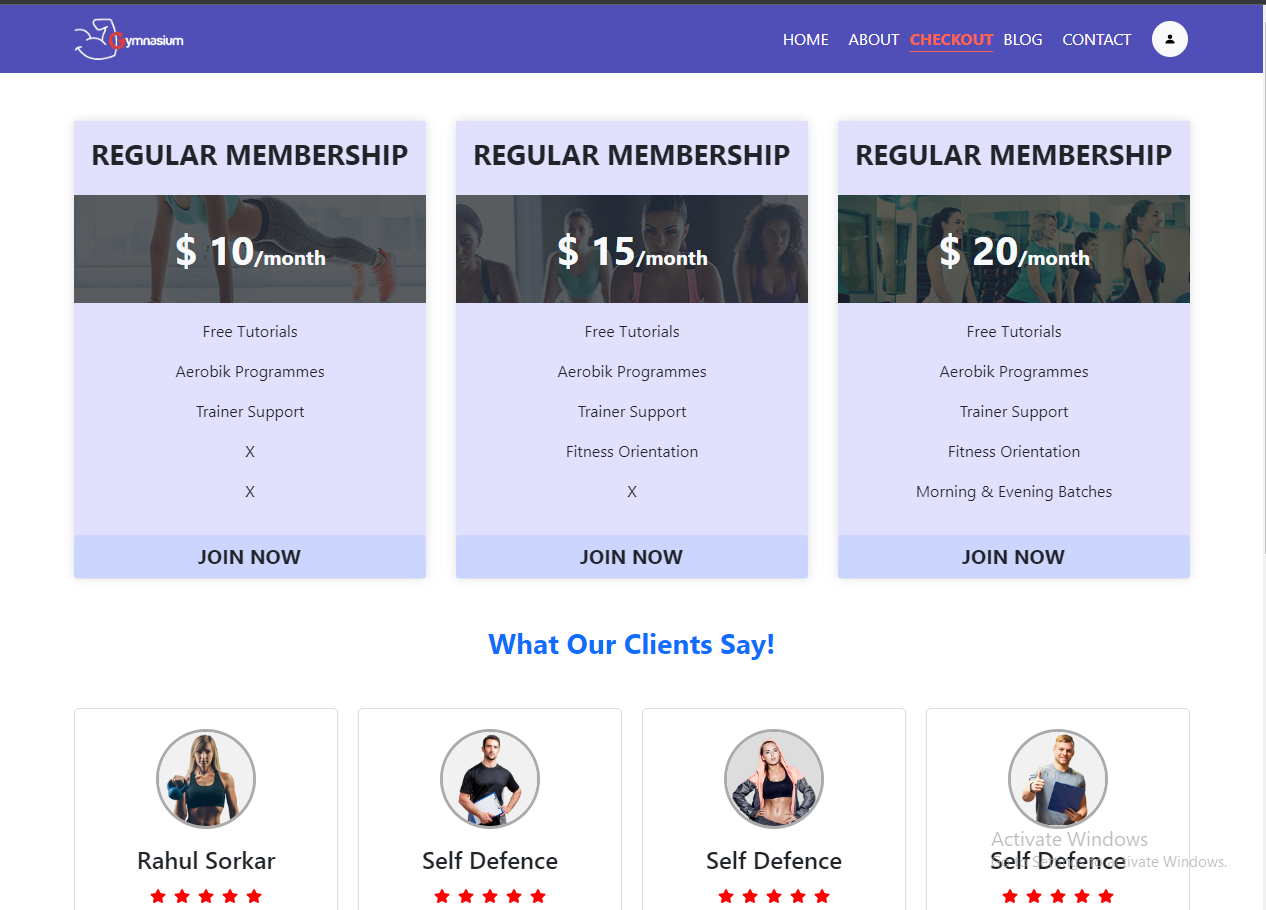 Gymnasium
HOME ABOUT CHECKOUT BLOG CONTACT
REGULAR MEMBERSHIP
$ 10/month
Free Tutorials
Aerobik Programmes
Trainer Support
X
X
JOIN NOW
REGULAR MEMBERSHIP
$ 15/month
Free Tutorials
Aerobik Programmes
Trainer Support
Fitness Orientation
X
JOIN NOW
REGULAR MEMBERSHIP
$ 20/month
Free Tutorials
Aerobik Programmes
Trainer Support
Fitness Orientation
Morning & Evening Batches
JOIN NOW
What Our Clients Say!
Rahul Sorkar
Self Defence
Self Defence
Self Defence
Activate Windows
Go to Settings to activate Windows.